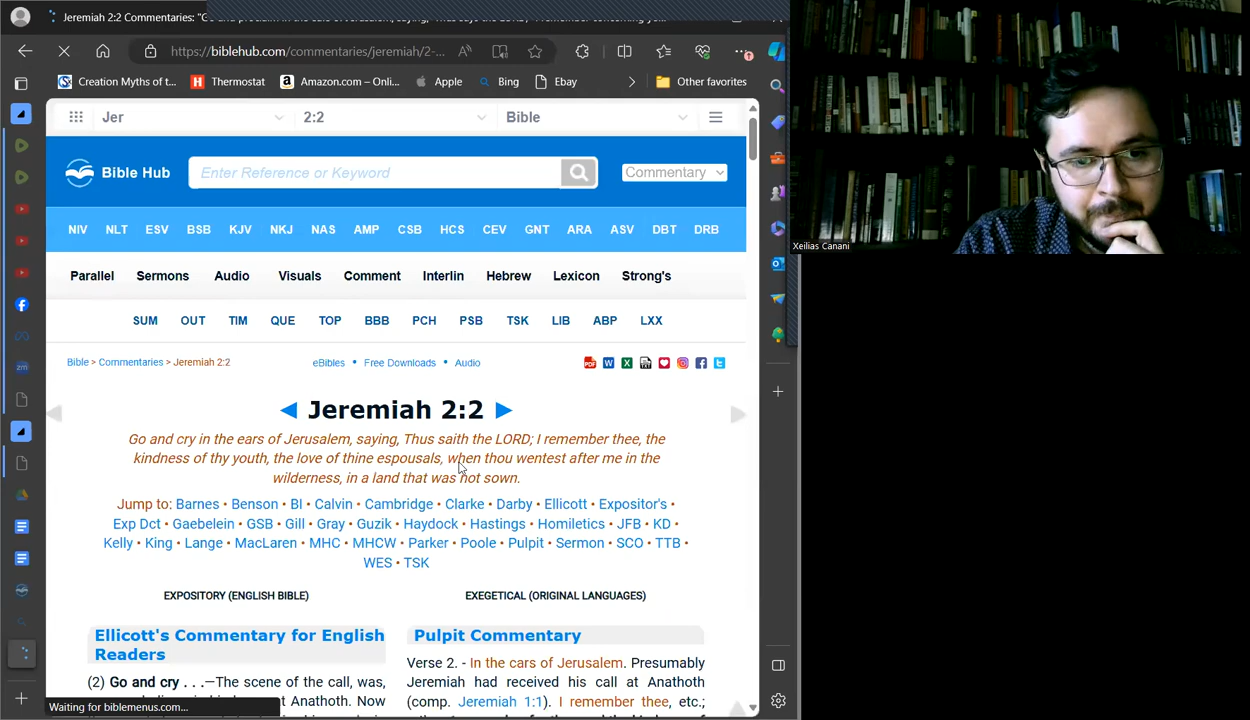 Jeremiah 2:2 Commentaries: "Go and proclaim in the ears of Jerusalem, saying, 'Thus says the LORD, "I remember concerning yo...
https://biblehub.com/commentaries/jeremiah/2-...
Creation Myths of t... Thermostat Amazon.com – Onli... Apple Bing Ebay Other favorites
Jer 2:2 Bible
Bible Hub Enter Reference or Keyword Commentary
NIV NLT ESV BSB KJV NKJ NAS AMP CSB HCS CEV GNT ARA ASV DBT DRB
Parallel Sermons Audio Visuals Comment Interlin Hebrew Lexicon Strong's
SUM OUT TIM QUE TOP BBB PCH PSB TSK LIB ABP LXX
Bible > Commentaries > Jeremiah 2:2 eBibles • Free Downloads • Audio
◄ Jeremiah 2:2 ►
Go and cry in the ears of Jerusalem, saying, Thus saith the LORD; I remember thee, the
kindness of thy youth, the love of thine espousals, when thou wentest after me in the
wilderness, in a land that was not sown.
Jump to: Barnes • Benson • BI • Calvin • Cambridge • Clarke • Darby • Ellicott • Expositor's •
Exp Dct • Gaebelein • GSB • Gill • Gray • Guzik • Haydock • Hastings • Homiletics • JFB • KD •
Kelly • King • Lange • MacLaren • MHC • MHCW • Parker • Poole • Pulpit • Sermon • SCO • TTB •
WES • TSK
EXPOSITORY (ENGLISH BIBLE)
Ellicott's Commentary for English
Readers
(2) Go and cry . . .—The scene of the call, was,
at Anathoth. Now
EXEGETICAL (ORIGINAL LANGUAGES)
Pulpit Commentary
Verse 2. - In the cars of Jerusalem. Presumably
Jeremiah had received his call at Anathoth
(comp. Jeremiah 1:1). I remember thee, etc.;
Waiting for biblemenus.com...
Xeilias Canani